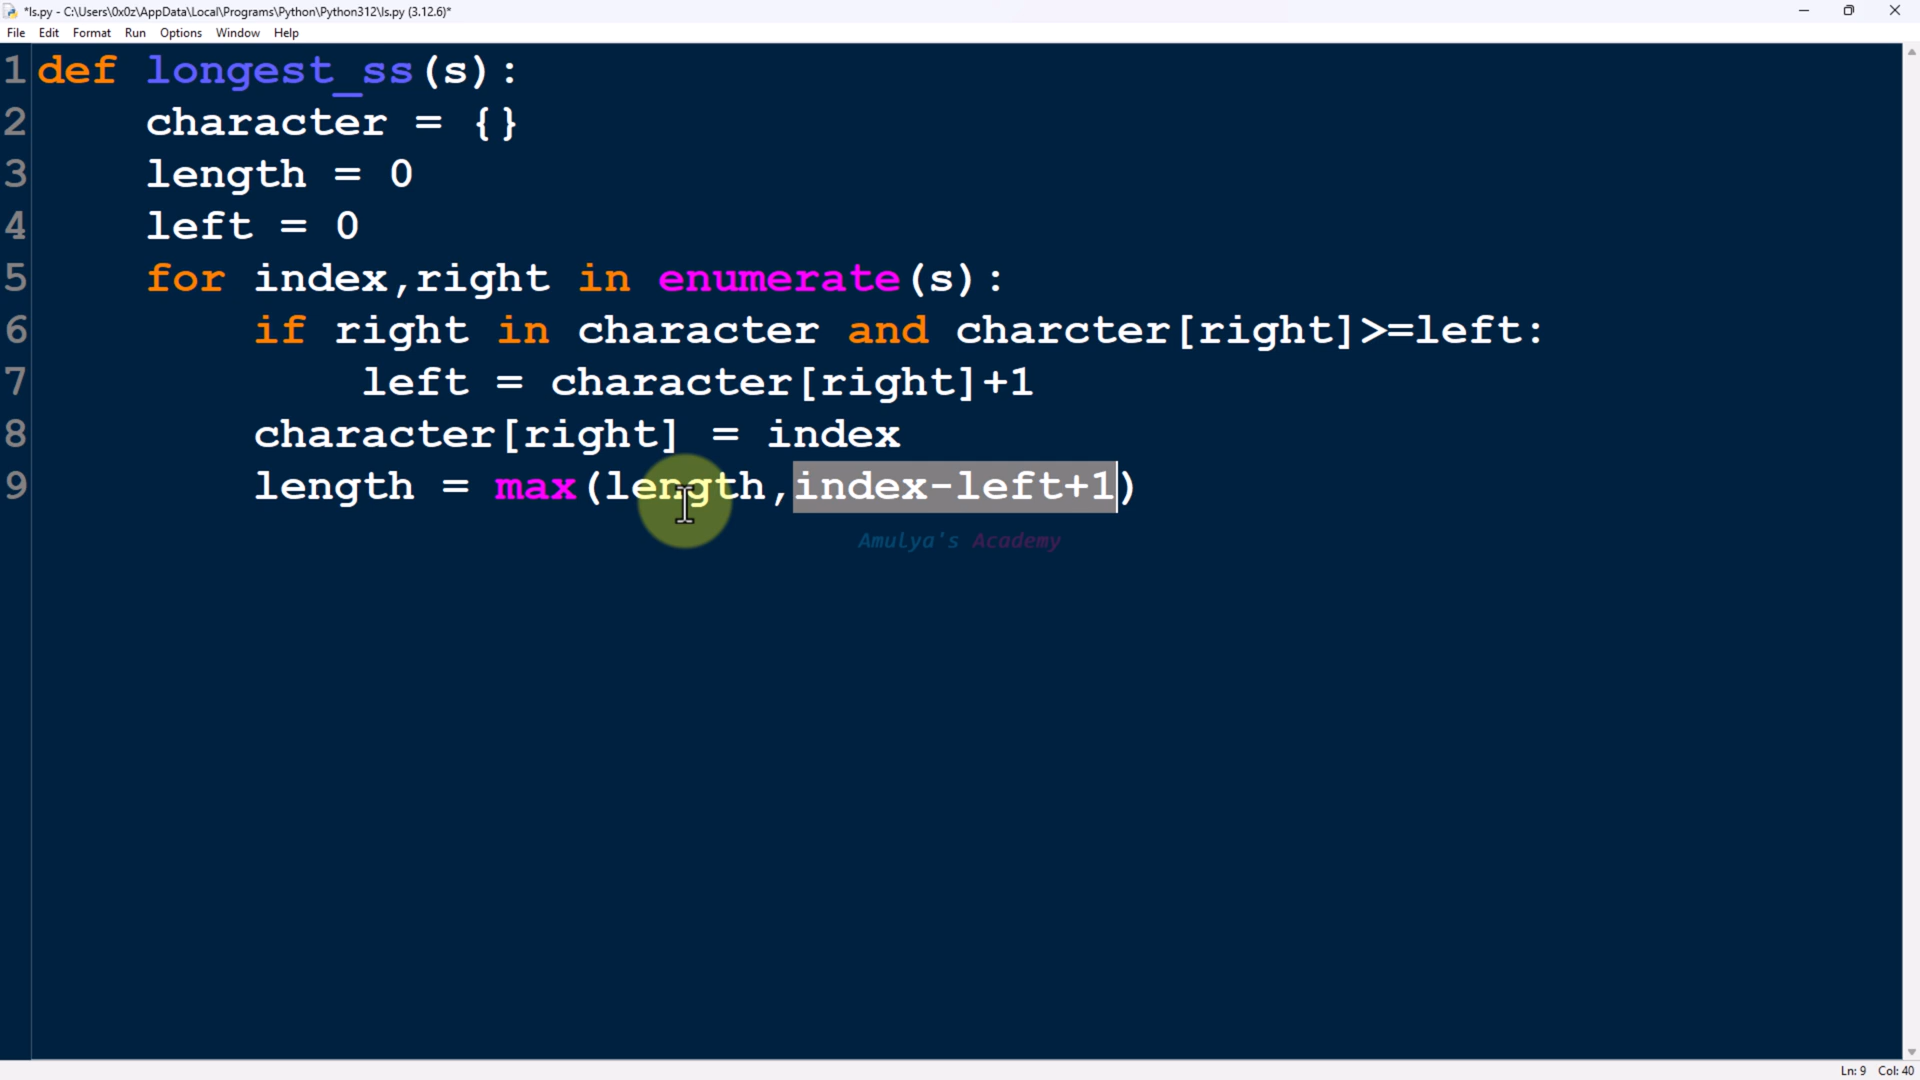 *ls.py - C:\Users\0x0z\AppData\Local\Programs\Python\Python312\ls.py (3.12.6)*
File Edit Format Run Options Window Help
1 def longest_ss(s):
2     character = {}
3     length = 0
4     left = 0
5     for index,right in enumerate(s):
6         if right in character and charcter[right]>=left:
7             left = character[right]+1
8         character[right] = index
9         length = max(length,index-left+1)
Amulya's Academy
Ln: 9 Col: 40